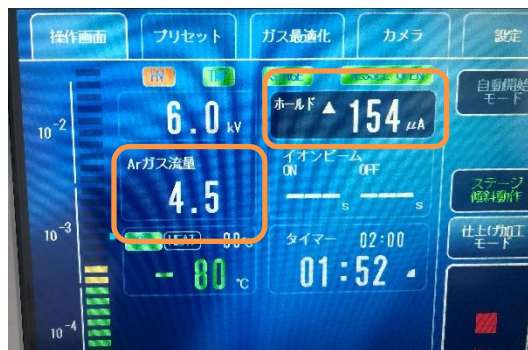 操作画面 プリセット ガス最適化 カメラ 設定
HV
自動開始
モード
10-2
6.0 kV
ホールド ▲ 154 μA
Arガス流量
4.5
イオンビーム
ON OFF
s s
ステージ
傾斜動作
10-3
HEAT
タイマー 02:00
仕上げ加工
モード
- 80 ℃
01:52
10-4